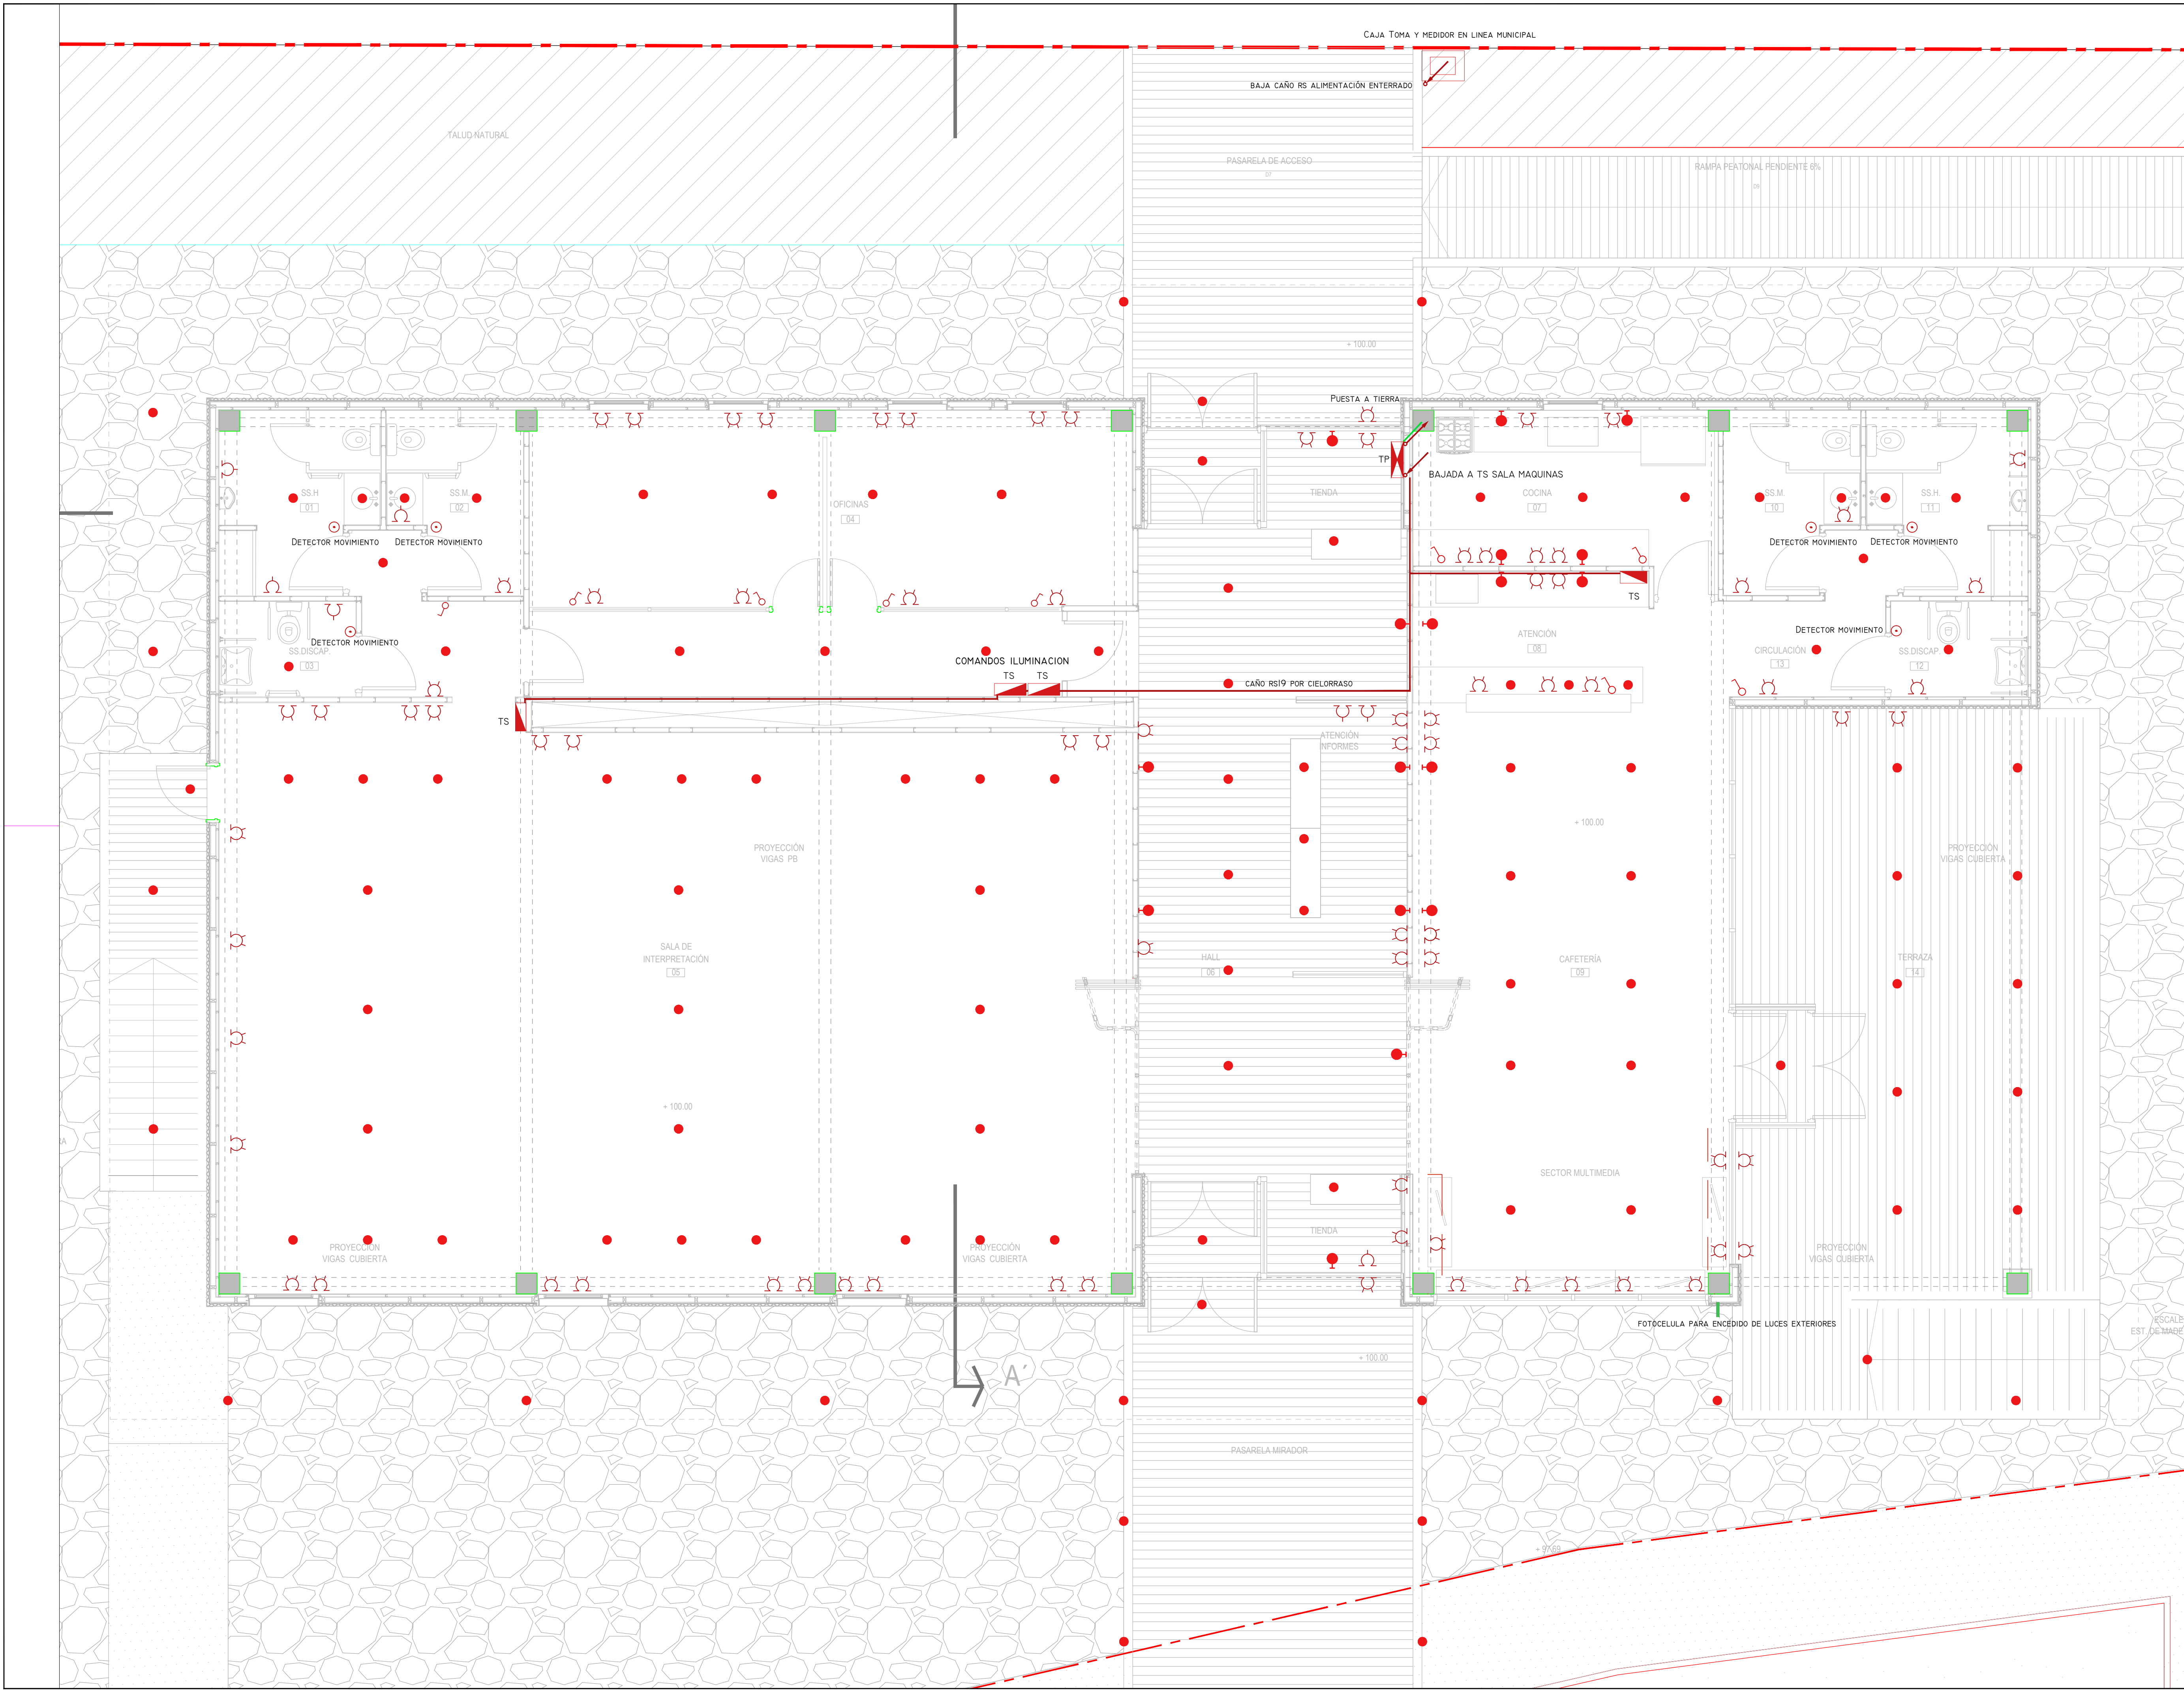 CAJA TOMA Y MEDIDOR EN LINEA MUNICIPAL
BAJA CAÑO RS ALIMENTACIÓN ENTERRADO
TALUD NATURAL
PASARELA DE ACCESO
RAMPA PEATONAL PENDIENTE 6%
+ 100.00
PUESTA A TIERRA
TP
BAJADA A TS SALA MAQUINAS
SS.H
01
SS.M.
02
OFICINAS
04
TIENDA
COCINA
07
SS.M.
10
SS.H.
11
DETECTOR MOVIMIENTO
DETECTOR MOVIMIENTO
DETECTOR MOVIMIENTO
DETECTOR MOVIMIENTO
TS
DETECTOR MOVIMIENTO
SS.DISCAP.
03
DETECTOR MOVIMIENTO
ATENCIÓN
08
CIRCULACIÓN
13
SS.DISCAP.
12
COMANDOS ILUMINACION
TS
TS
CAÑO RS19 POR CIELORRASO
TS
ATENCIÓN
INFORMES
+ 100.00
PROYECCIÓN
VIGAS PB
PROYECCIÓN
VIGAS CUBIERTA
SALA DE
INTERPRETACIÓN
05
HALL
06
CAFETERÍA
09
TERRAZA
14
+ 100.00
SECTOR MULTIMEDIA
TIENDA
PROYECCIÓN
VIGAS CUBIERTA
PROYECCIÓN
VIGAS CUBIERTA
PROYECCIÓN
VIGAS CUBIERTA
FOTOCELULA PARA ENCEDIDO DE LUCES EXTERIORES
ESCALE
EST. DE MADE
+ 100.00
A´
PASARELA MIRADOR
+ 97.69